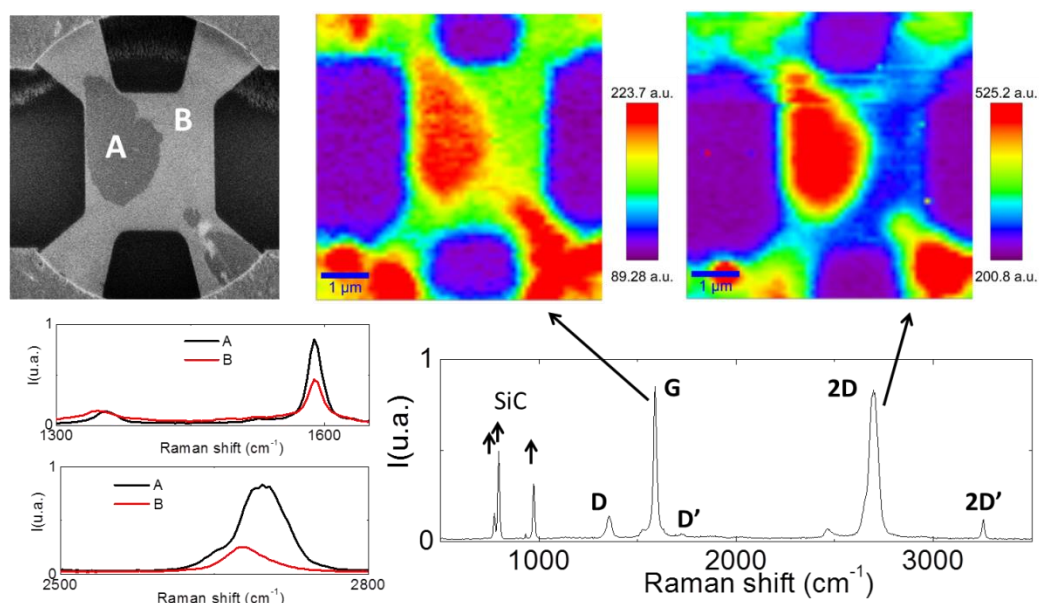 A
B
223.7 a.u.
89.28 a.u.
1 µm
525.2 a.u.
200.8 a.u.
1 µm
1
A
B
I(u.a.)
0
1300
1600
Raman shift (cm⁻¹)
1
A
B
I(u.a.)
0
2500
2800
Raman shift (cm⁻¹)
1
G
2D
SiC
I(u.a.)
D
D’
2D’
0
1000
2000
3000
Raman shift (cm⁻¹)